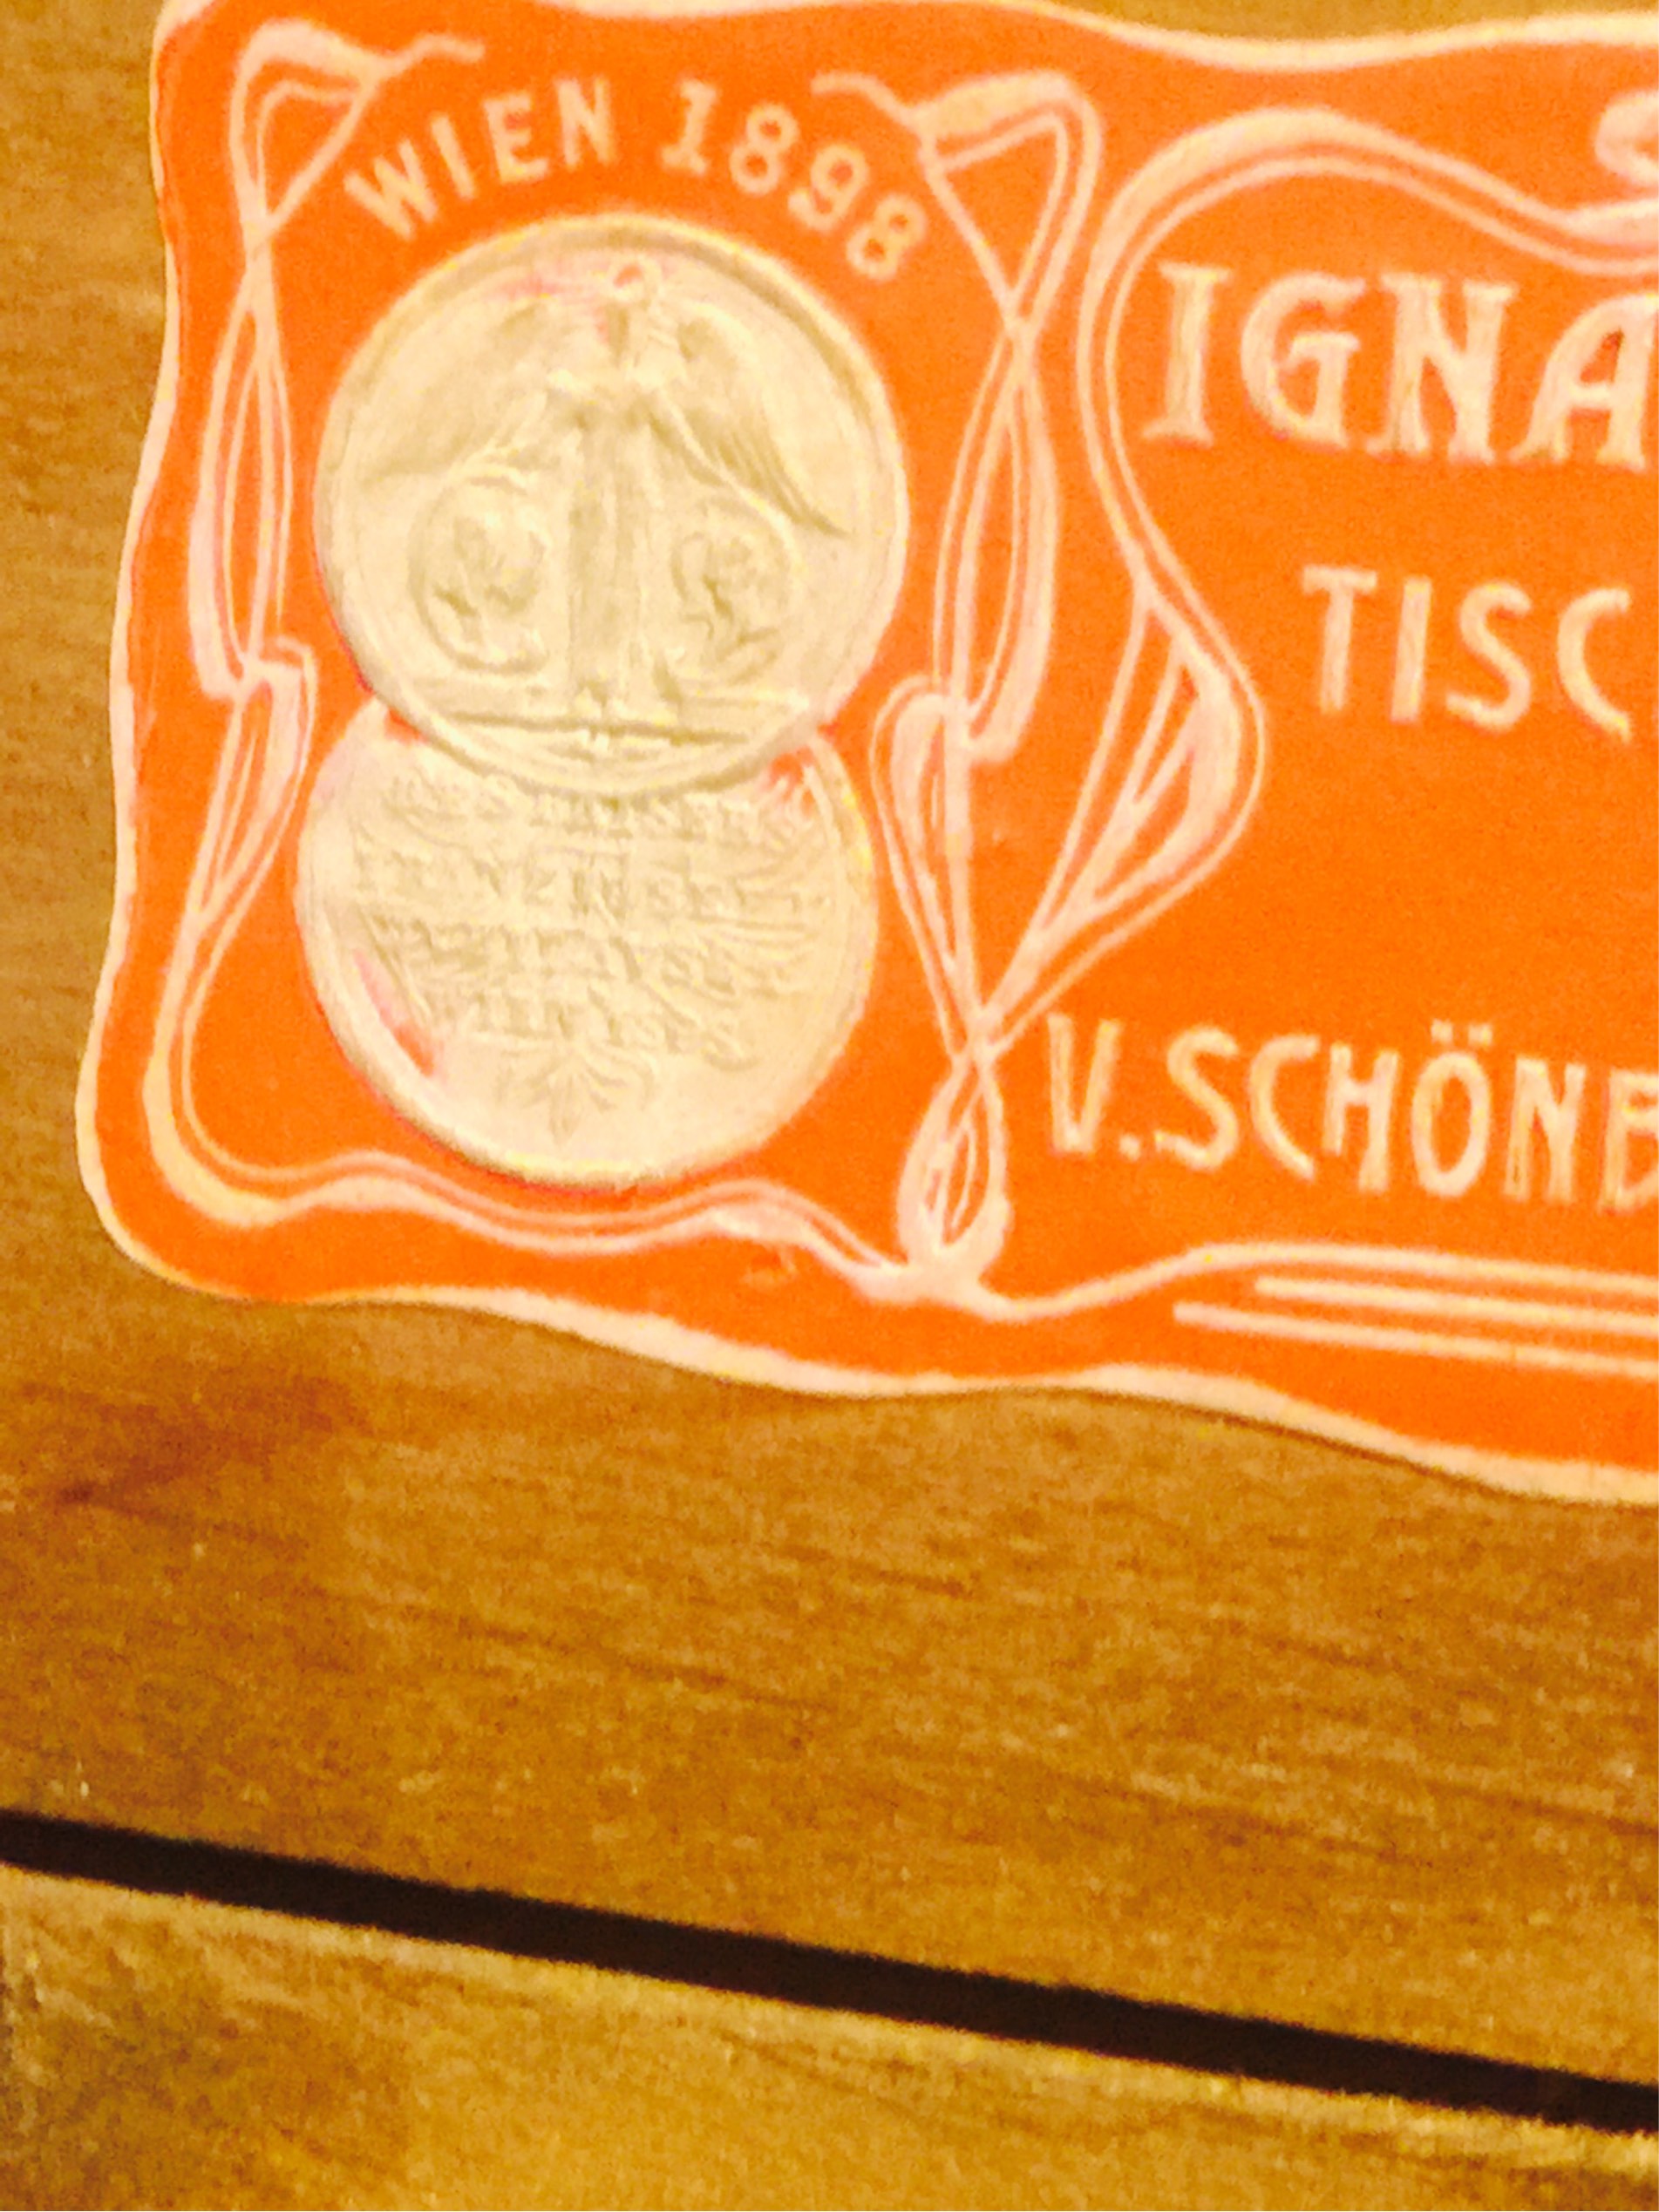 WIEN 1898
IGNA
TISC
V. SCHÖNB